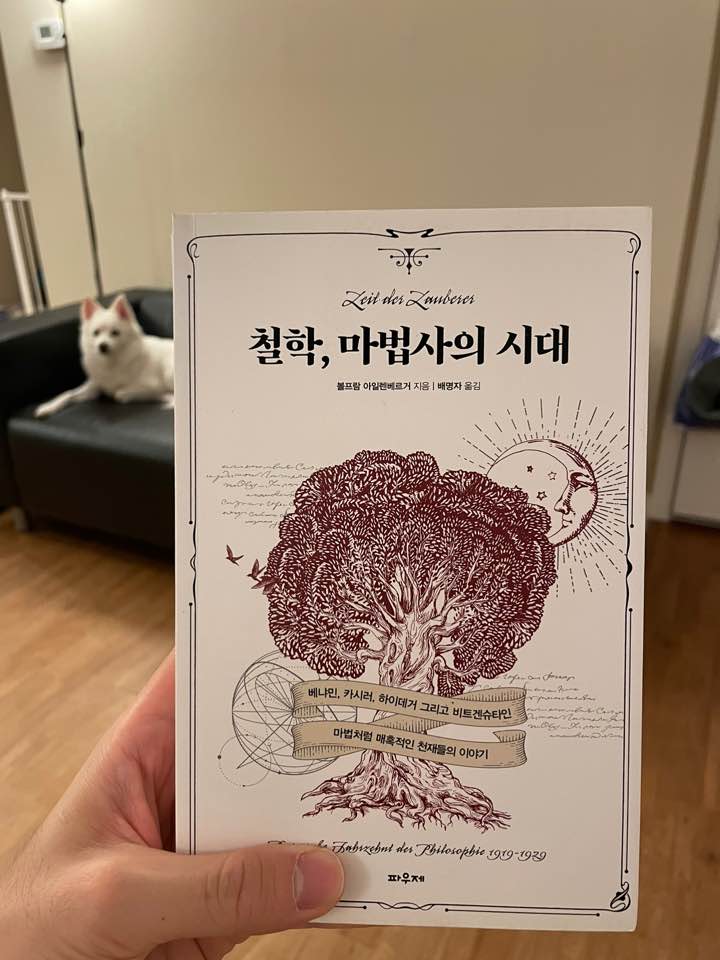 Zeit der Zauberer
철학, 마법사의 시대
볼프람 아일렌베르거 지음 | 배명자 옮김
베냐민, 카시러, 하이데거 그리고 비트겐슈타인
마법처럼 매혹적인 천재들의 이야기
Jahrzehnt der Philosophie 1919-1929
파우제